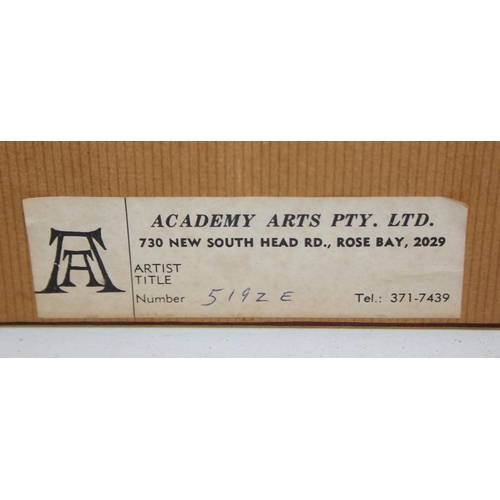 AA
ACADEMY ARTS PTY. LTD.
730 NEW SOUTH HEAD RD., ROSE BAY, 2029
ARTIST
TITLE
Number 5192 E Tel.: 371-7439